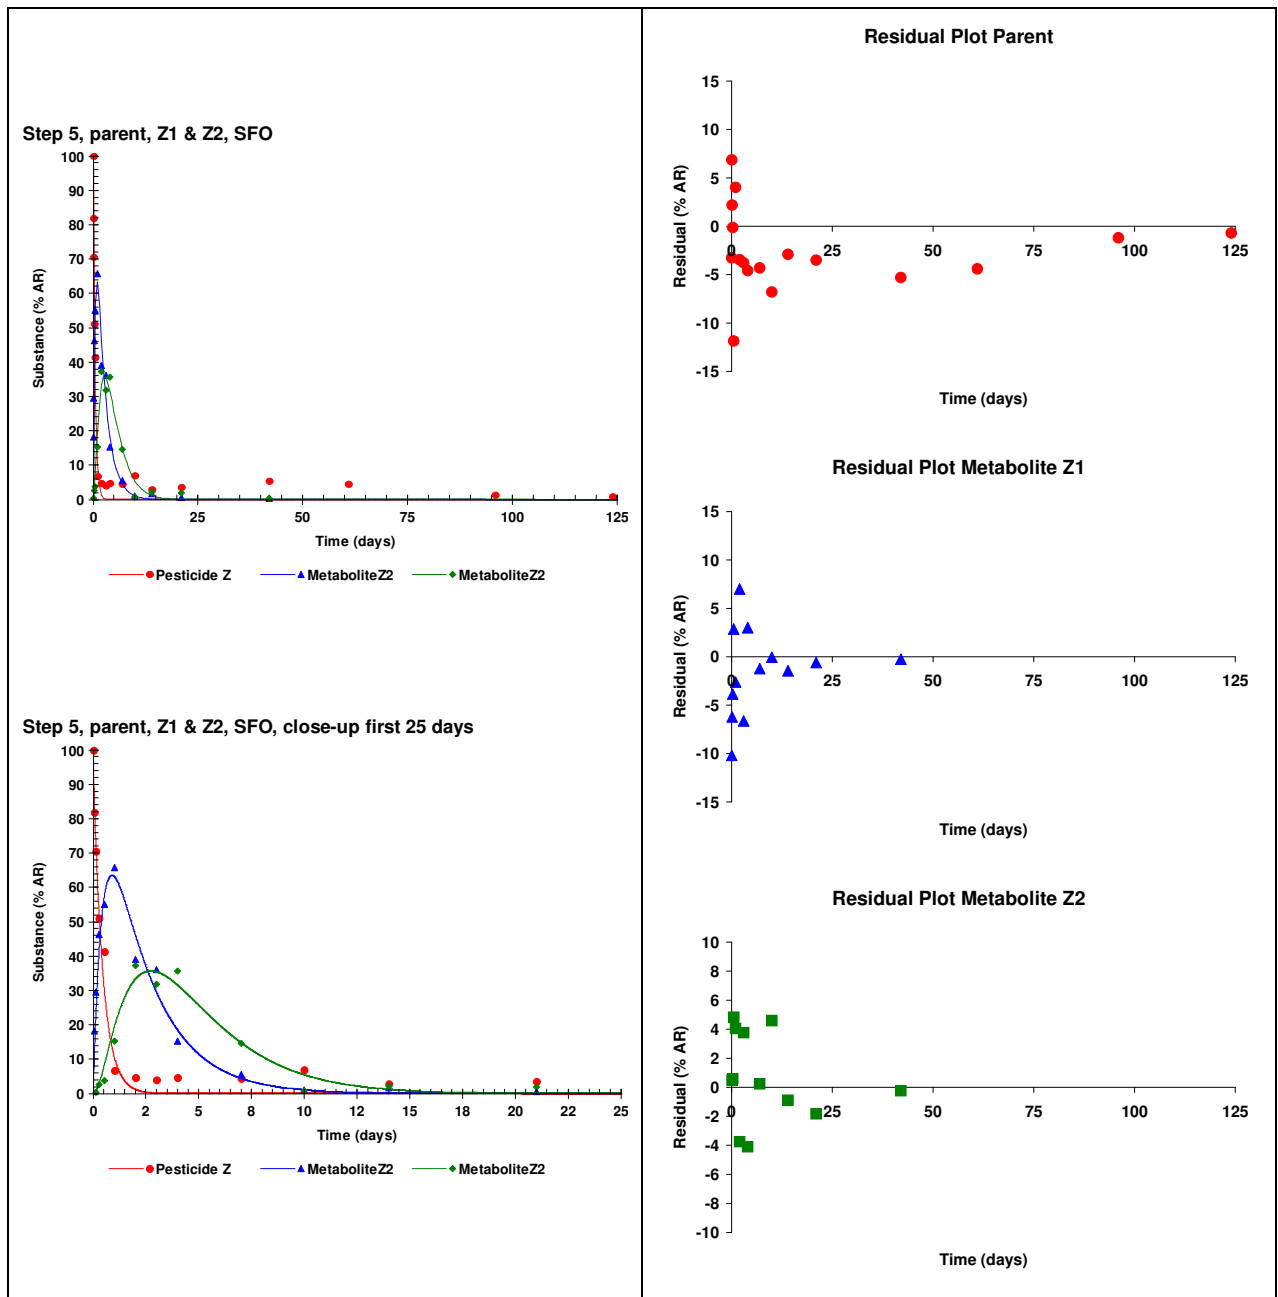 Step 5, parent, Z1 & Z2, SFO
100
90
80
70
60
50
40
30
20
10
0
Substance (% AR)
0 25 50 75 100 125
Time (days)
Pesticide Z MetaboliteZ2 MetaboliteZ2
Step 5, parent, Z1 & Z2, SFO, close-up first 25 days
100
90
80
70
60
50
40
30
20
10
0
Substance (% AR)
0 2 5 8 10 12 15 18 20 22 25
Time (days)
Pesticide Z MetaboliteZ2 MetaboliteZ2
Residual Plot Parent
15
10
5
0
-5
-10
-15
Residual (% AR)
0 25 50 75 100 125
Time (days)
Residual Plot Metabolite Z1
15
10
5
0
-5
-10
-15
Residual (% AR)
0 25 50 75 100 125
Time (days)
Residual Plot Metabolite Z2
10
8
6
4
2
0
-2
-4
-6
-8
-10
Residual (% AR)
0 25 50 75 100 125
Time (days)